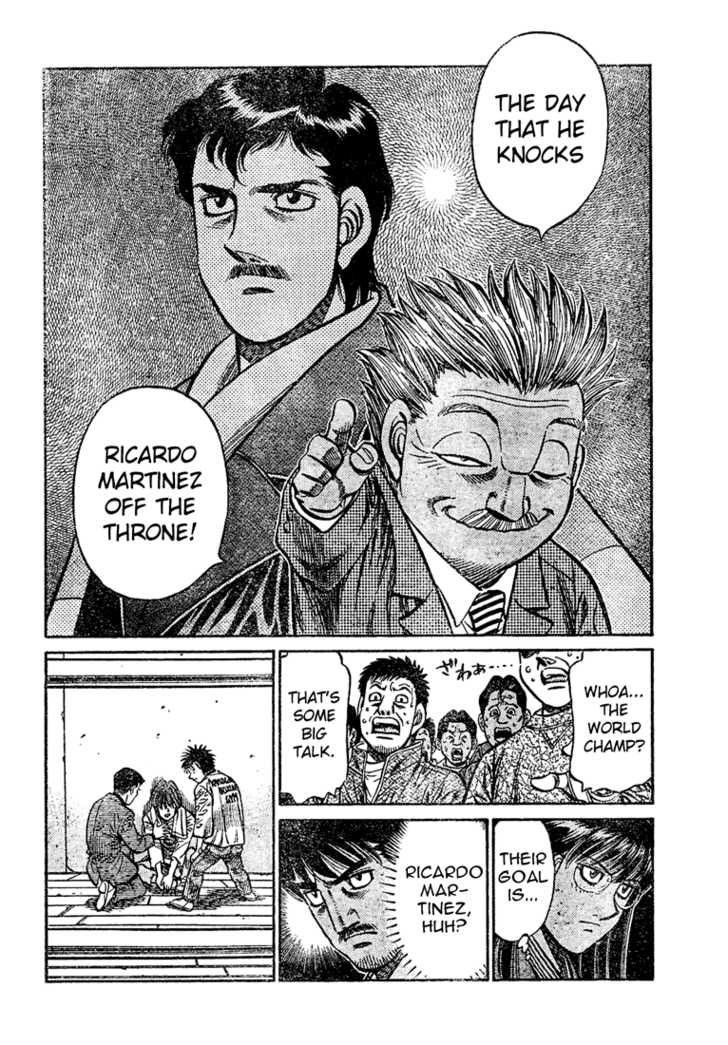 THE DAY
THAT HE
KNOCKS
RICARDO
MARTINEZ
OFF THE
THRONE!
WHOA...
THE
WORLD
CHAMP?
ざわぁ‥‥
THAT'S
SOME
BIG
TALK.
GYM
THEIR
GOAL
IS...
RICARDO
MAR-
TINEZ,
HUH?